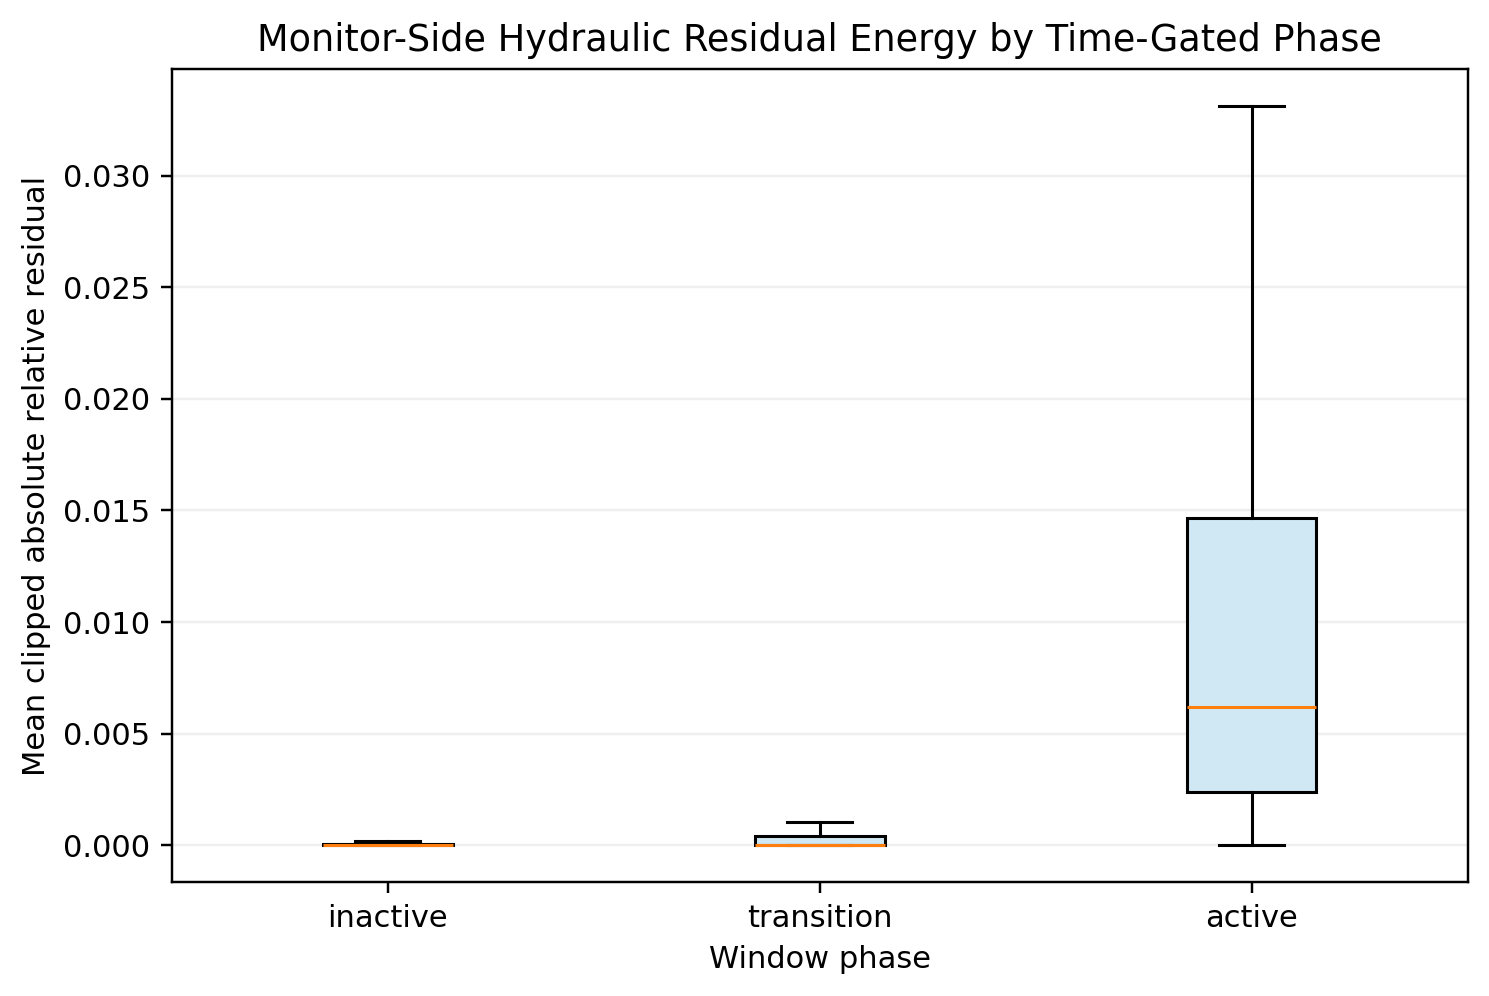 Monitor-Side Hydraulic Residual Energy by Time-Gated Phase
Mean clipped absolute relative residual
0.030
0.025
0.020
0.015
0.010
0.005
0.000
inactive transition active
Window phase